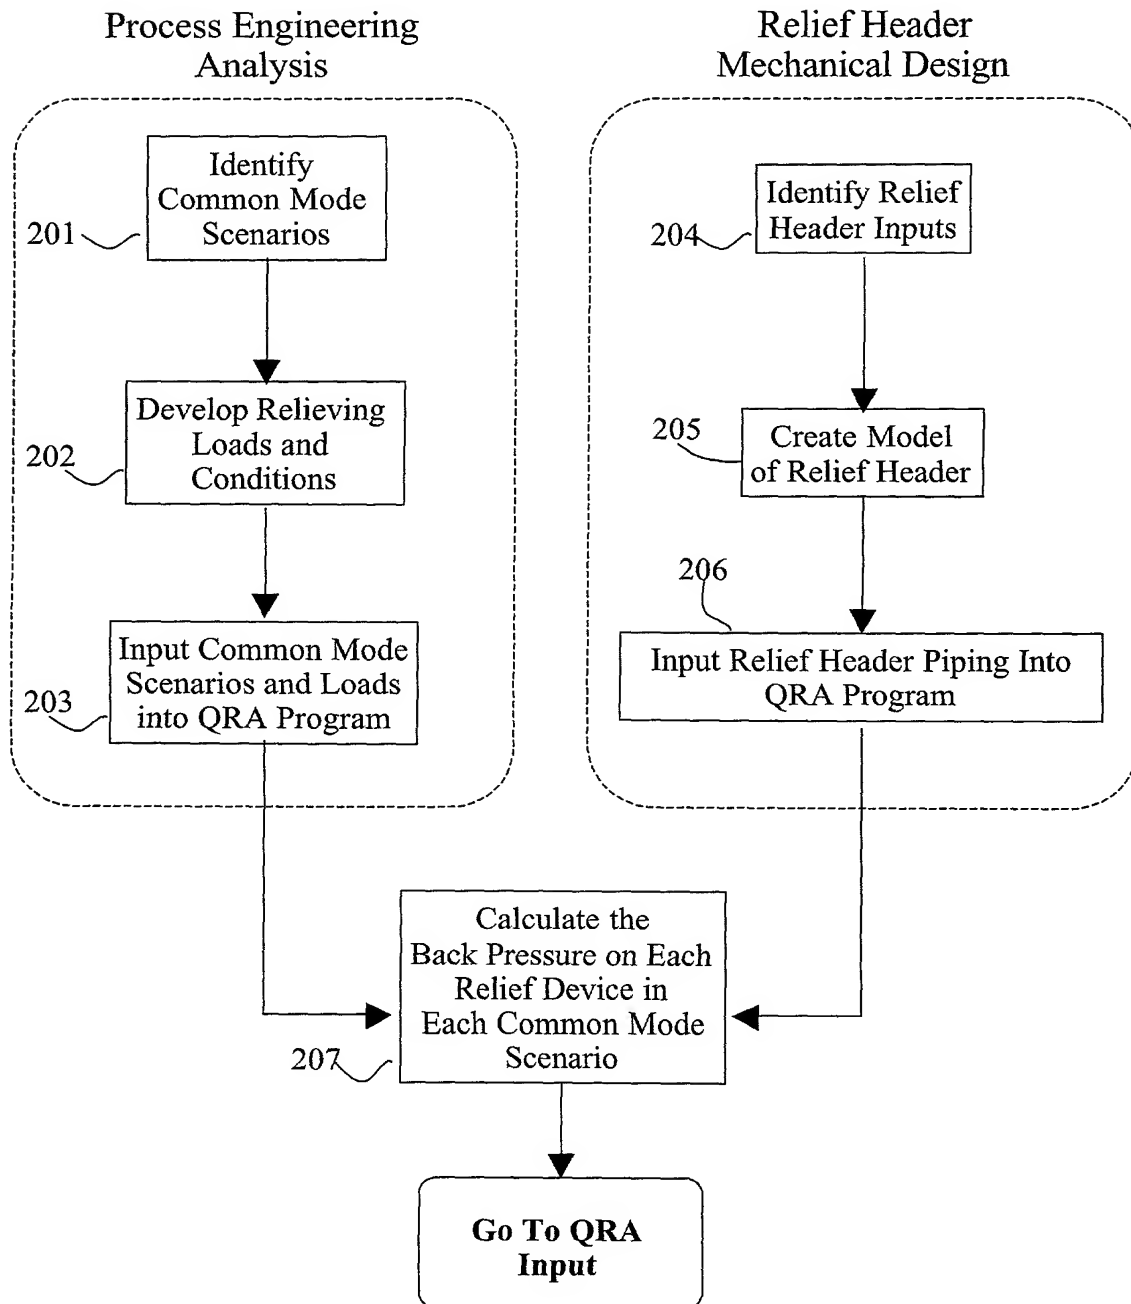 Process Engineering
Analysis
Relief Header
Mechanical Design
Identify
Common Mode
Scenarios
201
Identify Relief
Header Inputs
204
Develop Relieving
Loads and
Conditions
202
Create Model
of Relief Header
205
Input Common Mode
Scenarios and Loads
into QRA Program
203
206
Input Relief Header Piping Into
QRA Program
Calculate the
Back Pressure on Each
Relief Device in
Each Common Mode
Scenario
207
Go To QRA
Input